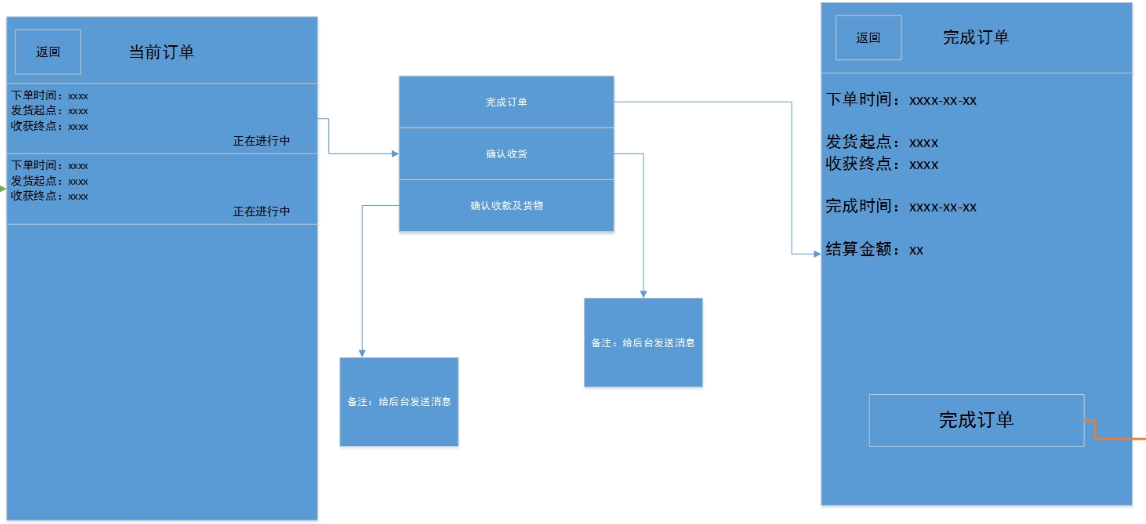 返回
当前订单
下单时间：xxxx
发货起点：xxxx
收获终点：xxxx
正在进行中
下单时间：xxxx
发货起点：xxxx
收获终点：xxxx
正在进行中
完成订单
确认收货
确认收款及货物
备注：给后台发送消息
备注：给后台发送消息
返回
完成订单
下单时间：xxxx-xx-xx
发货起点：xxxx
收获终点：xxxx
完成时间：xxxx-xx-xx
结算金额：xx
完成订单